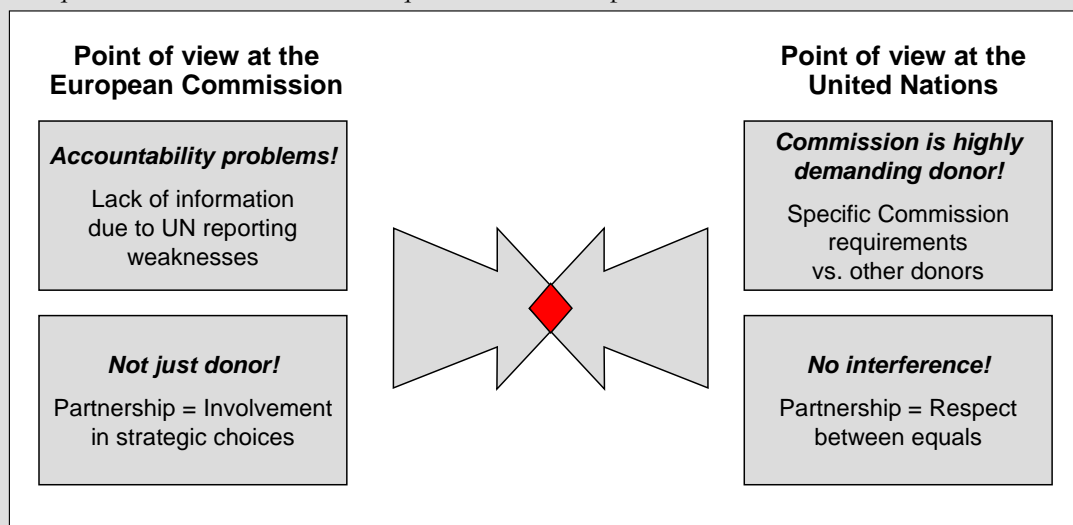 Point of view at the
European Commission
Accountability problems!
Lack of information
due to UN reporting
weaknesses
Not just donor!
Partnership = Involvement
in strategic choices
Point of view at the
United Nations
Commission is highly
demanding donor!
Specific Commission
requirements
vs. other donors
No interference!
Partnership = Respect
between equals